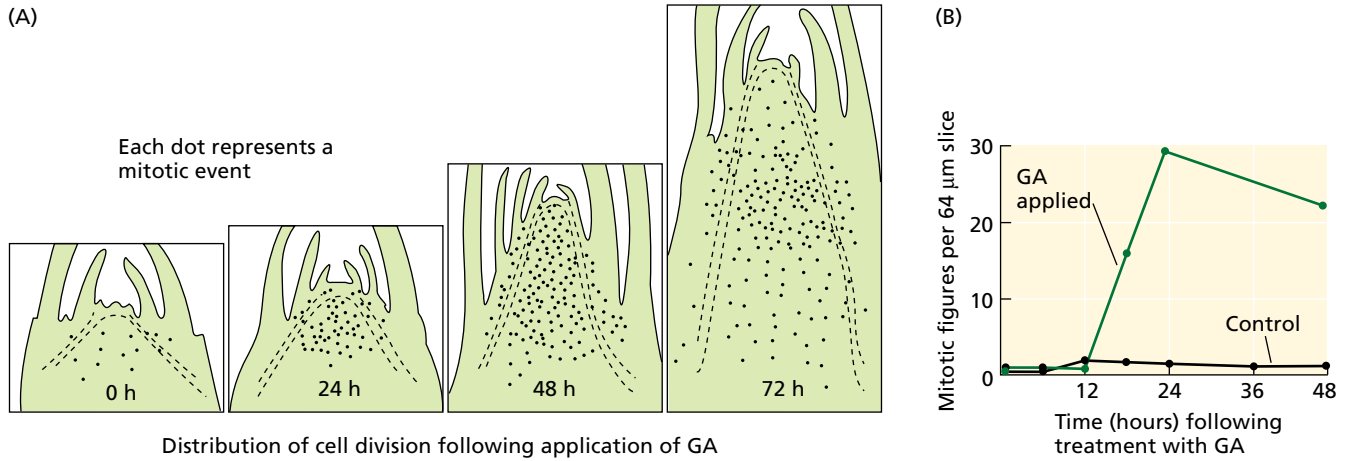 (A)
Each dot represents a
mitotic event
0 h
24 h
48 h
72 h
Distribution of cell division following application of GA
(B)
Mitotic figures per 64 μm slice
30
20
10
0
GA
applied
Control
12
24
36
48
Time (hours) following
treatment with GA